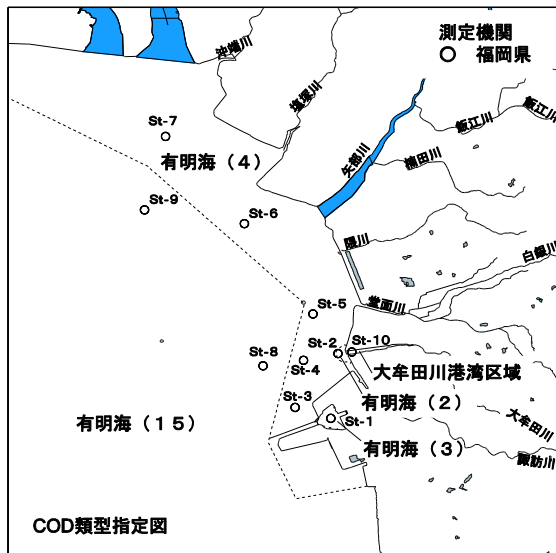 測定機関
○ 福岡県
沖端川
塩塚川
飯江川
飯江川
St-7
矢部川
楠田川
有明海（4）
St-9
St-6
隈川
白銀川
堂面川
St-5
St-2
St-10
St-8
St-4
大牟田川港湾区域
St-3
有明海（2）
大牟田川
St-1
有明海（15）
有明海（3）
諏訪川
COD類型指定図